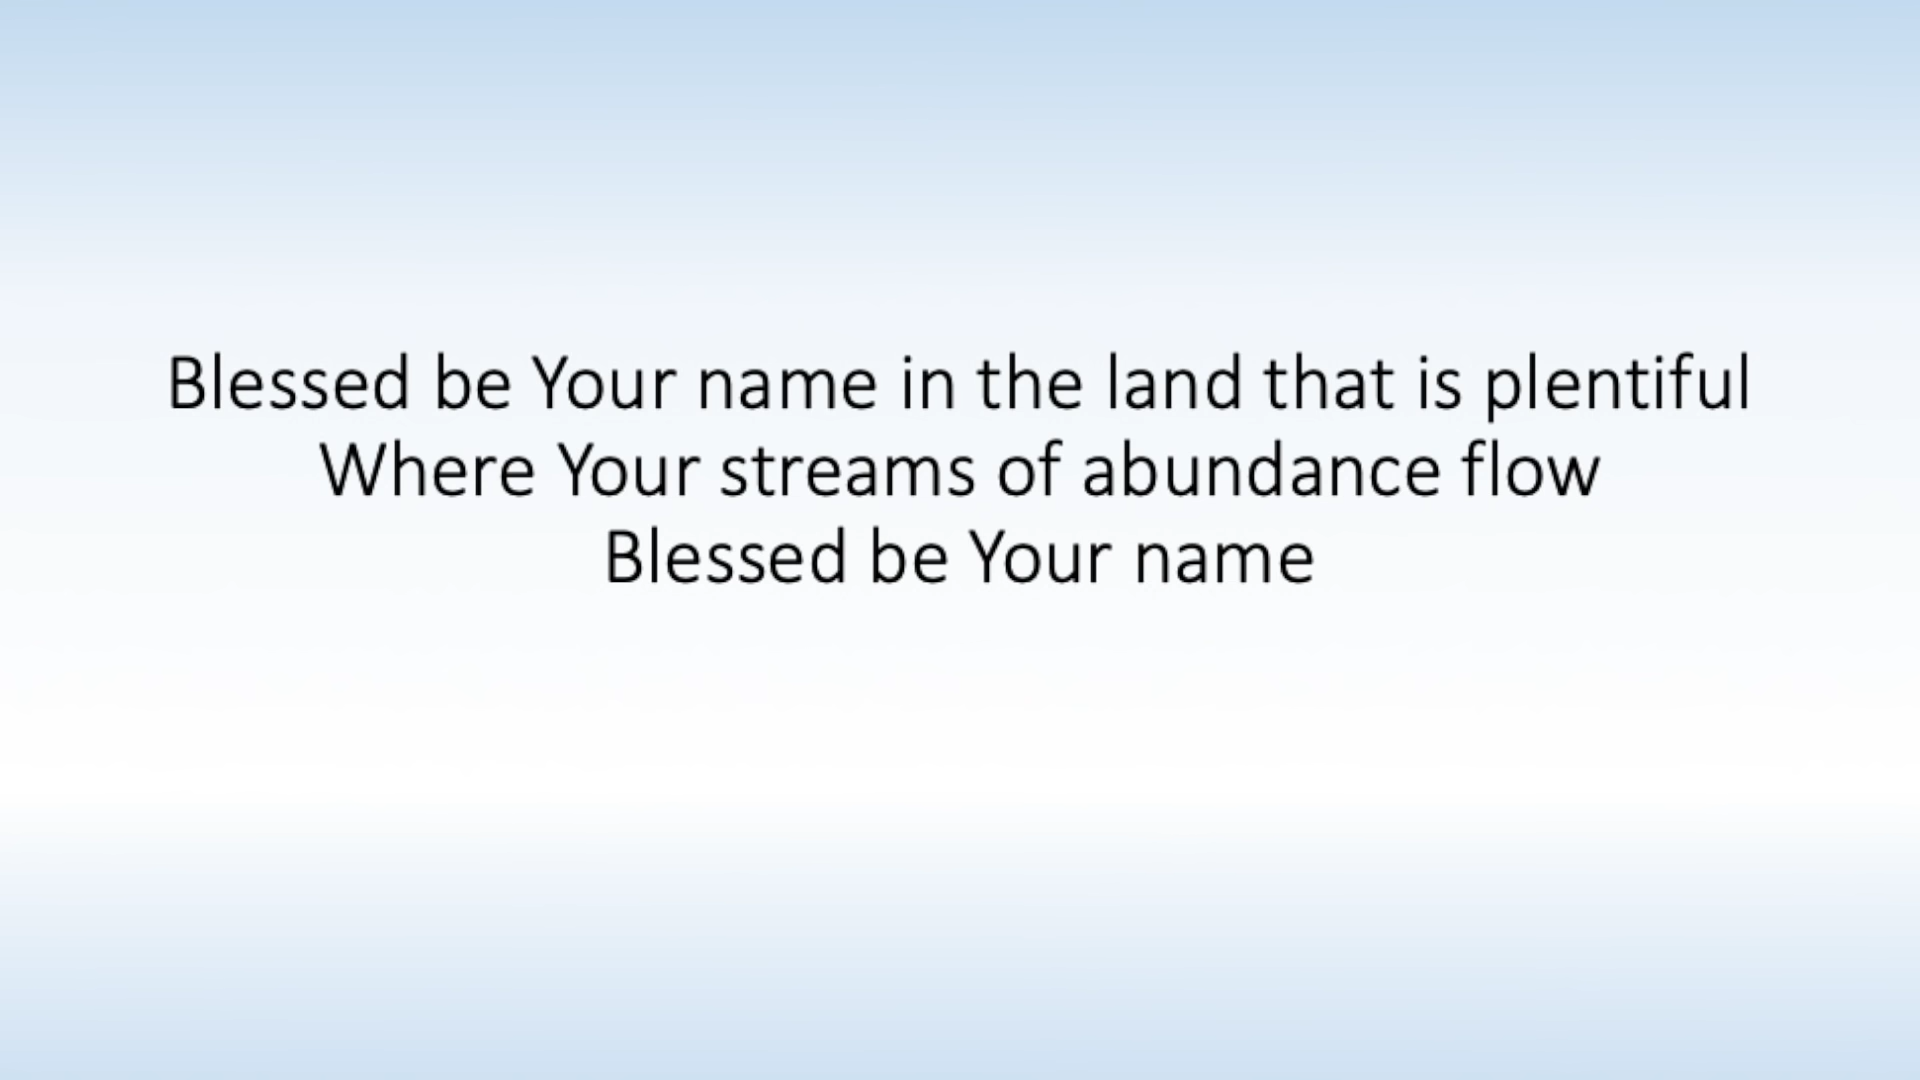 Blessed be Your name in the land that is plentiful
Where Your streams of abundance flow
Blessed be Your name